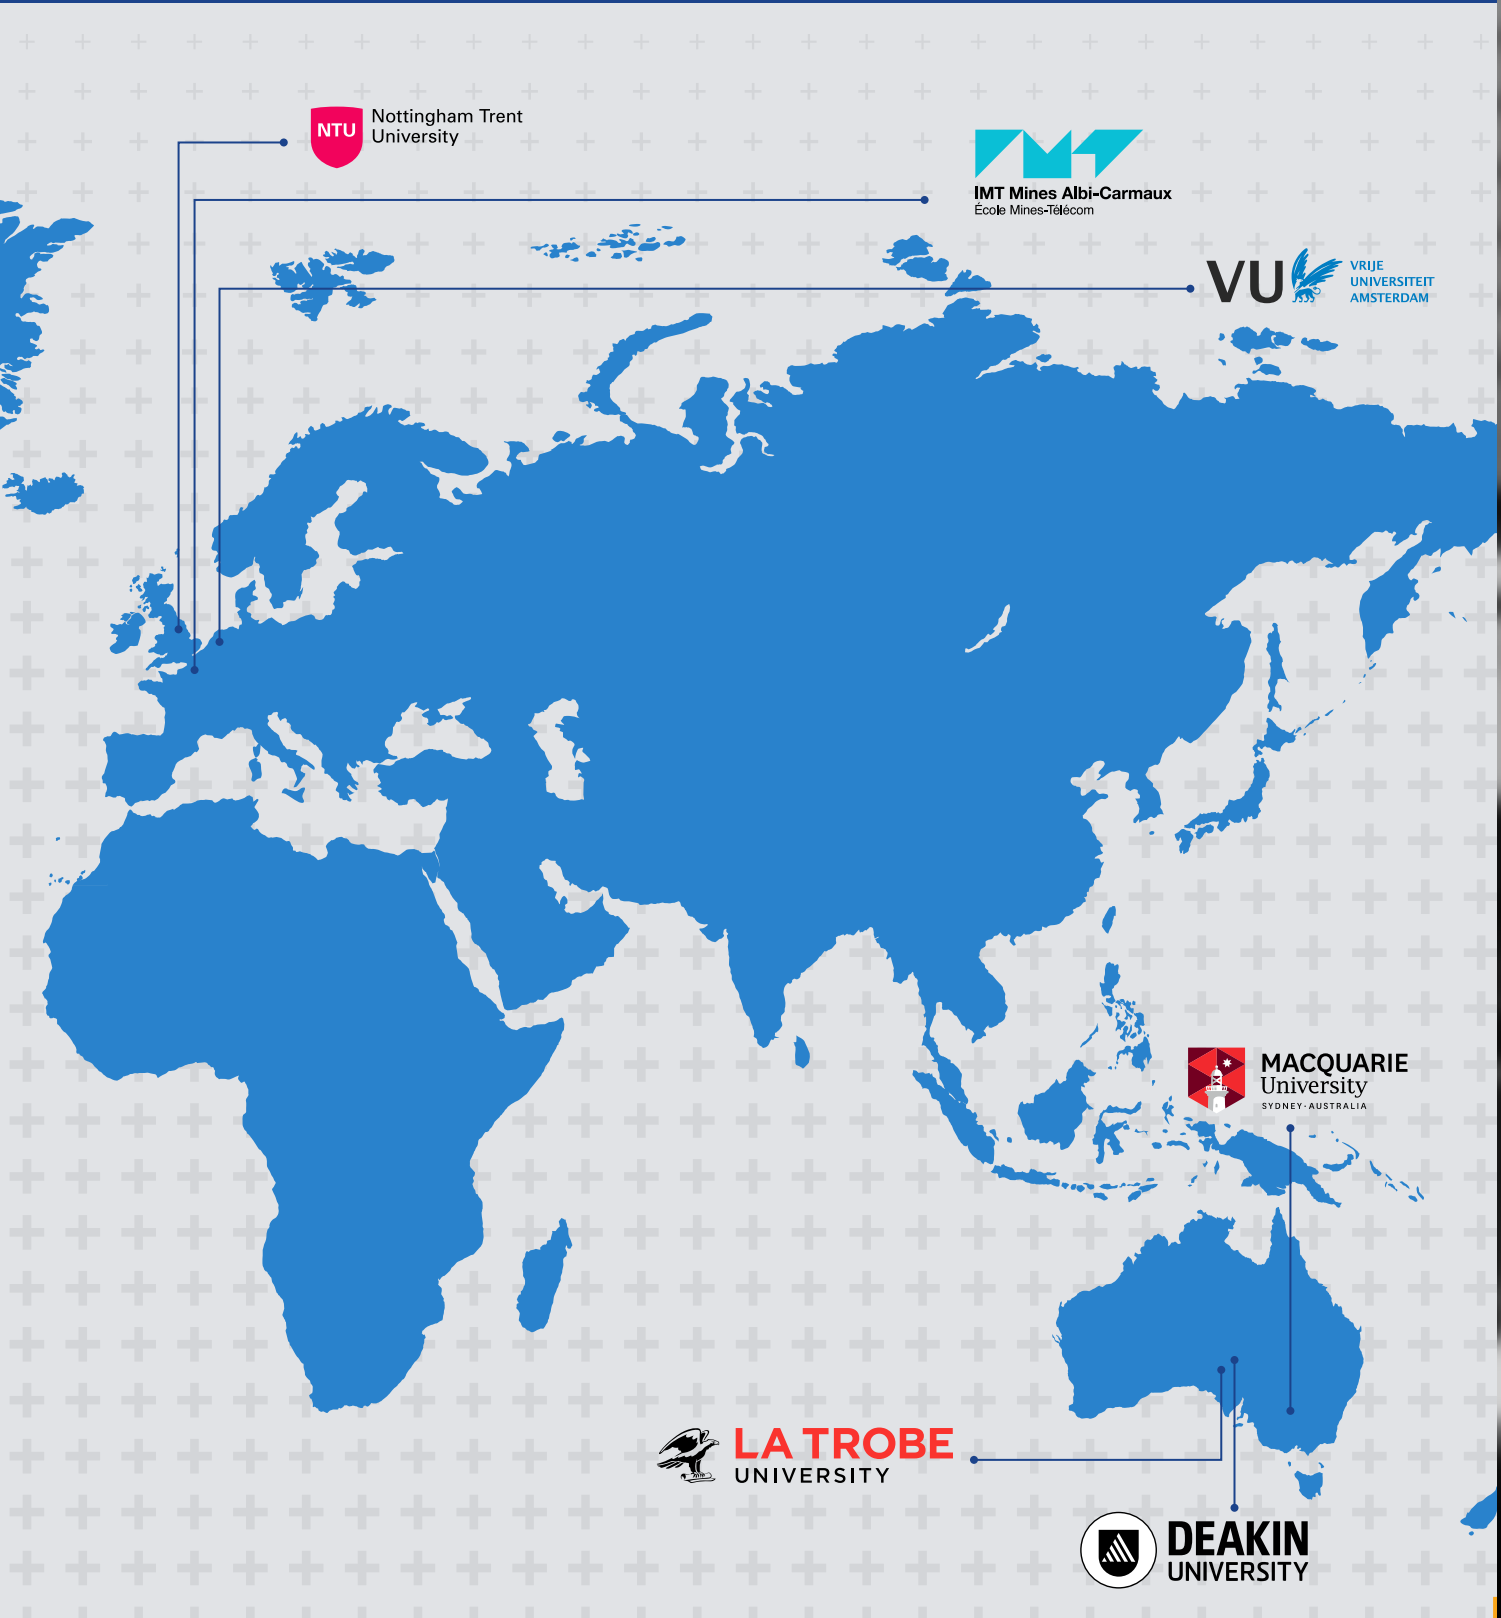 NTU
Nottingham Trent
University
IMT Mines Albi-Carmaux
École Mines-Télécom
VU
VRIJE
UNIVERSITEIT
AMSTERDAM
MACQUARIE
University
SYDNEY·AUSTRALIA
LA TROBE
UNIVERSITY
DEAKIN
UNIVERSITY